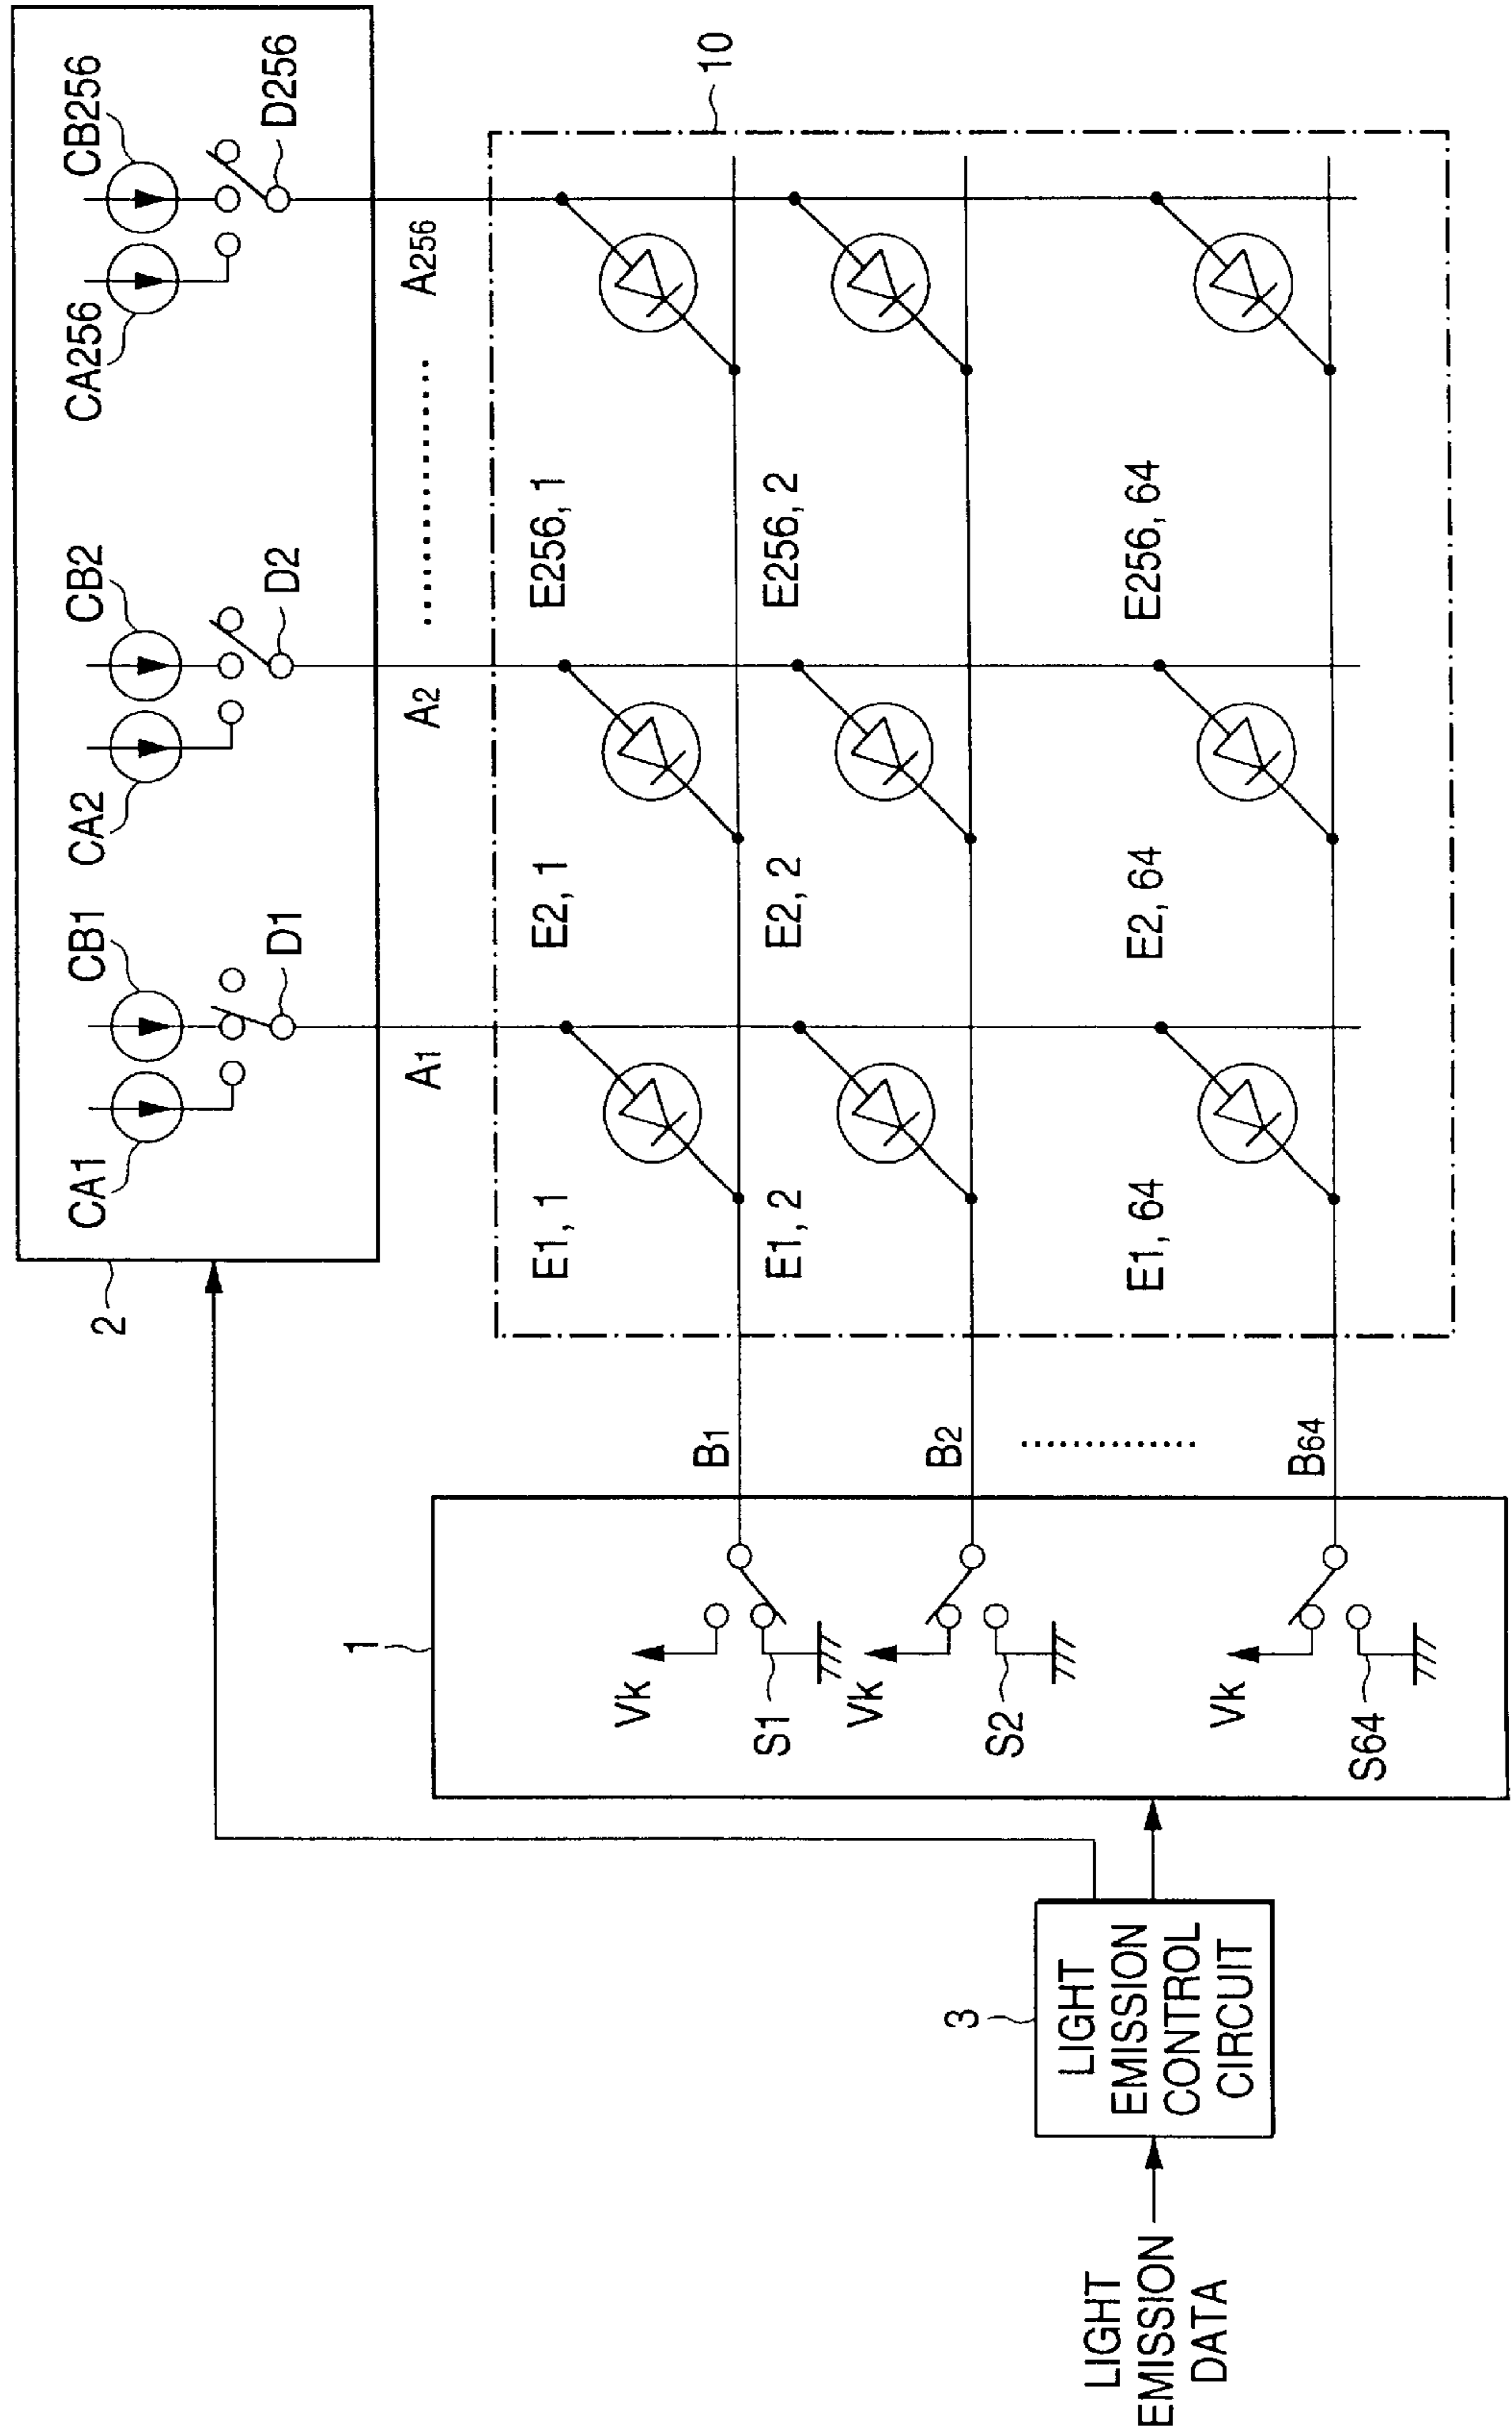 CA1 CB1 CA2 CB2 CA256 CB256
D1 D2 D256
2
A1 A2 ............ A256
10
E1, 1 E2, 1 E256, 1
B1
E1, 2 E2, 2 E256, 2
B2
E1, 64 E2, 64 E256, 64
B64
1
Vk
S1
Vk
S2
Vk
S64
3
LIGHT
EMISSION
CONTROL
CIRCUIT
LIGHT
EMISSION
DATA